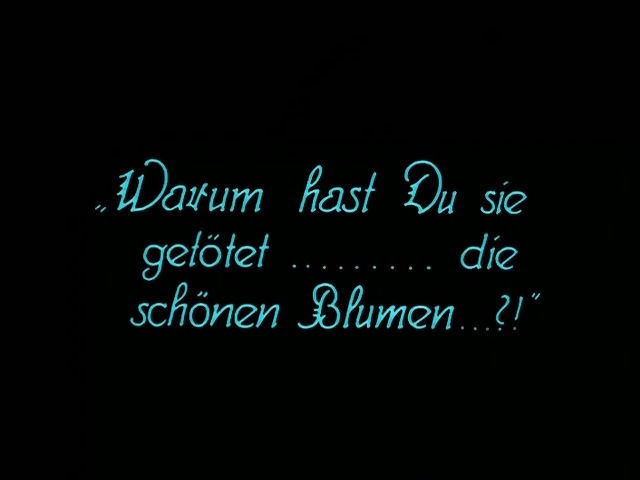 „Warum hast Du sie
getötet ......... die
schönen Blumen ...?!“